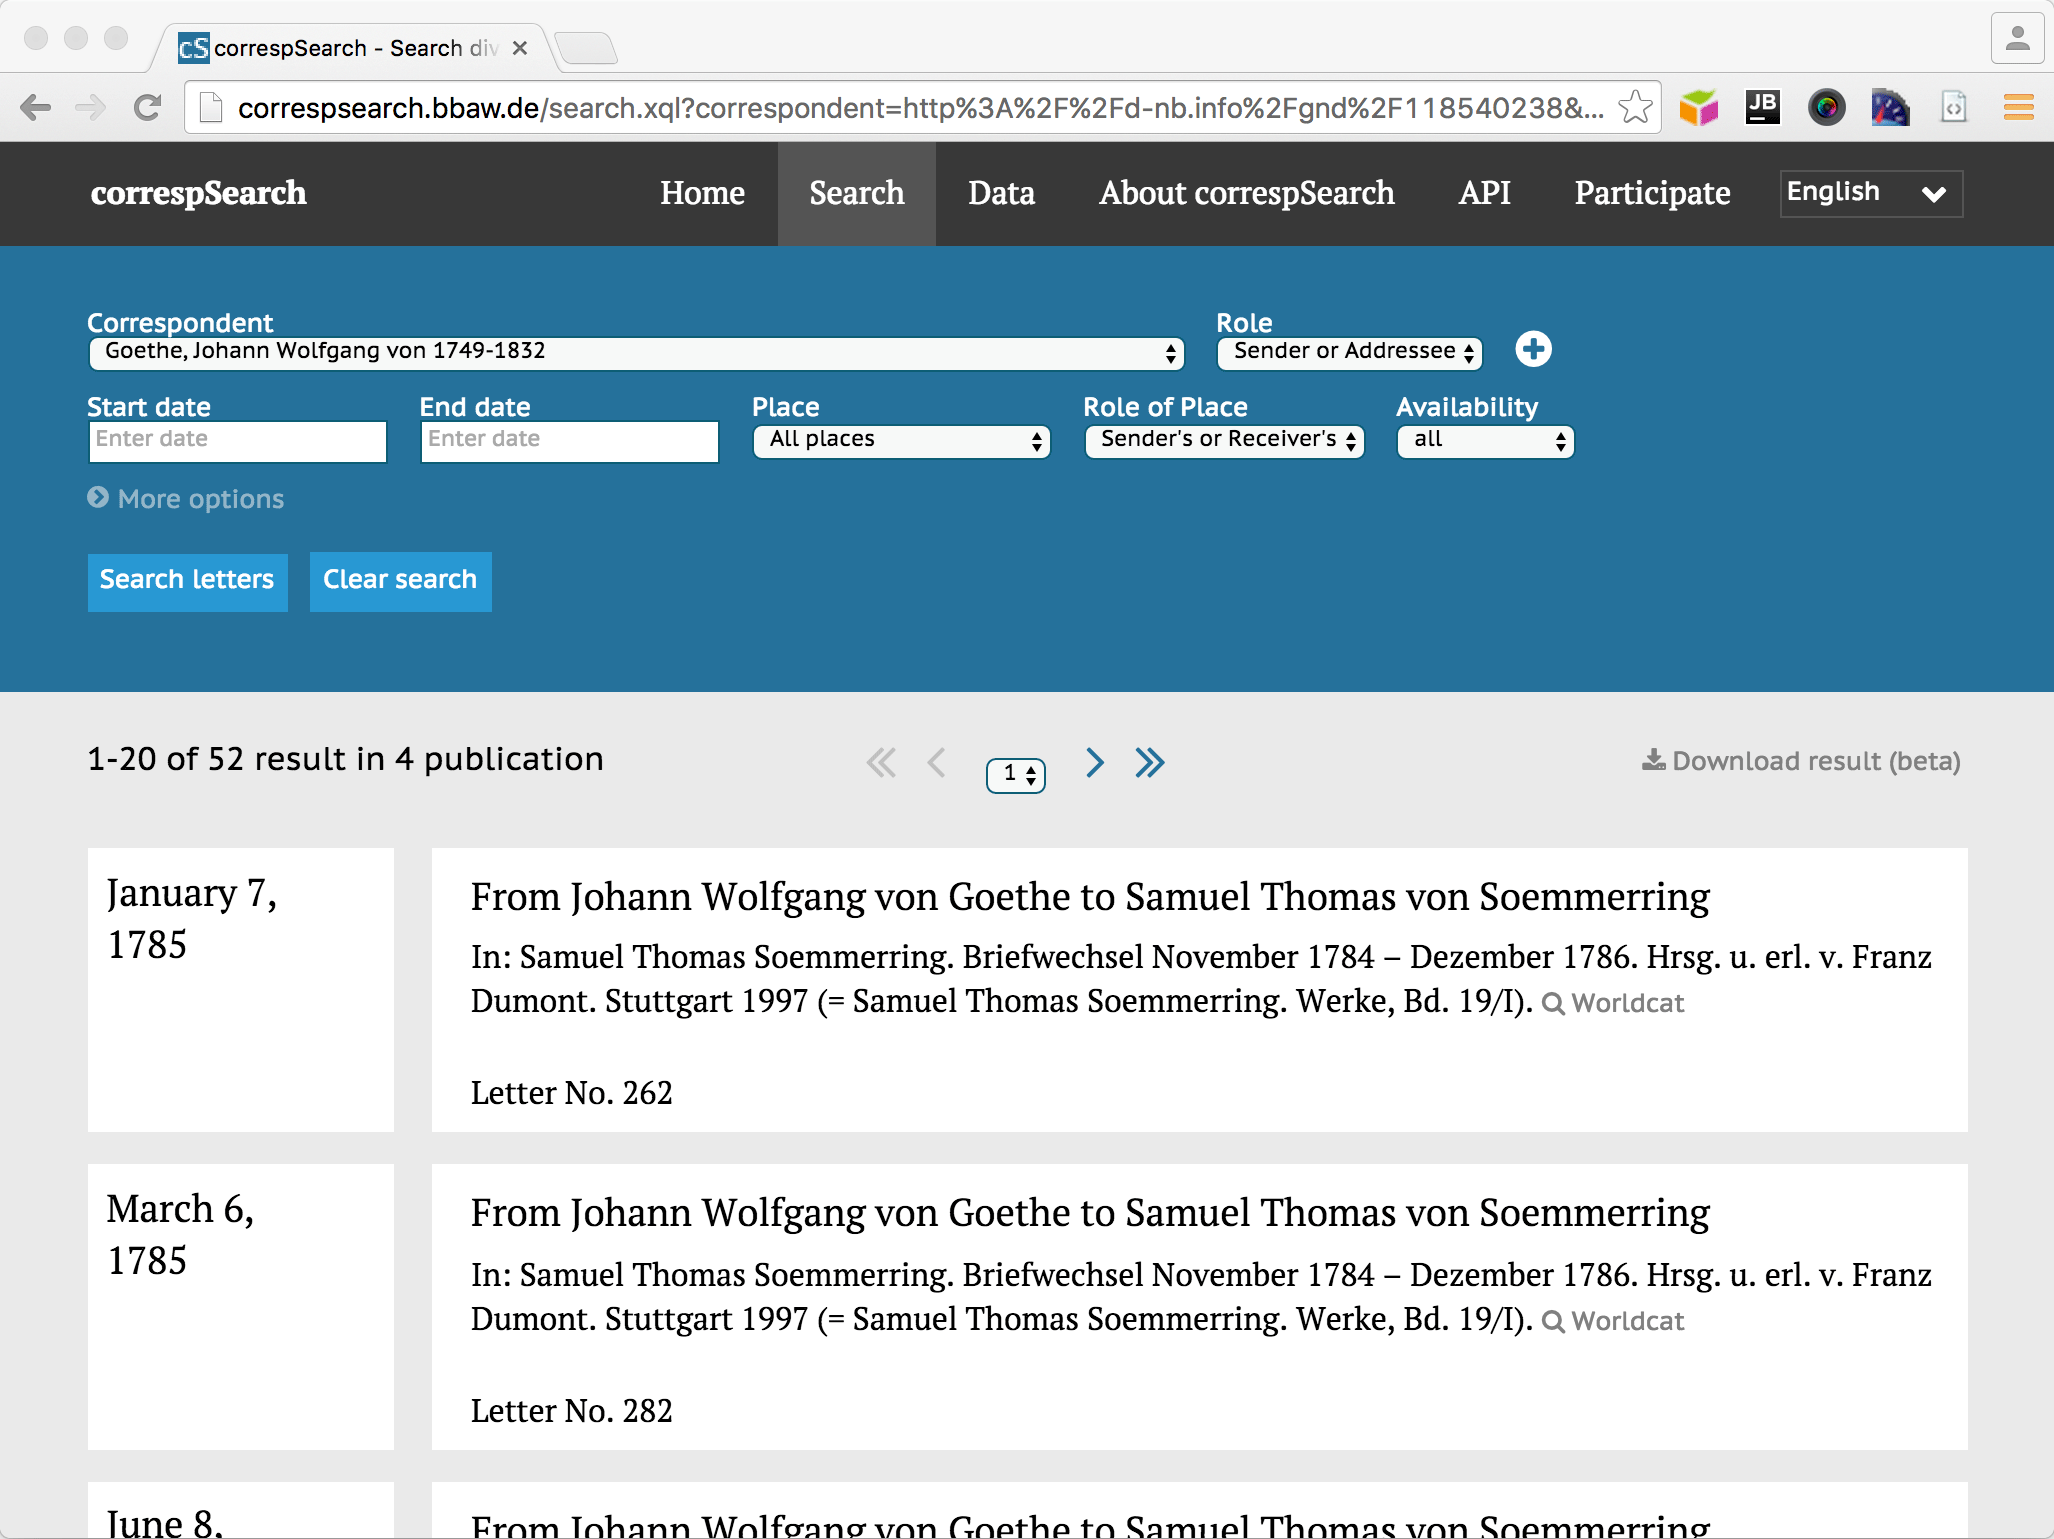 cS correspSearch - Search div
correspsearch.bbaw.de/search.xql?correspondent=http%3A%2F%2Fd-nb.info%2Fgnd%2F118540238&...
JB
correspSearch Home Search Data About correspSearch API Participate English
Correspondent Role
Goethe, Johann Wolfgang von 1749-1832 Sender or Addressee
Start date End date Place Role of Place Availability
Enter date Enter date All places Sender's or Receiver's all
More options
Search letters Clear search
1-20 of 52 result in 4 publication 1 Download result (beta)
January 7,
1785
From Johann Wolfgang von Goethe to Samuel Thomas von Soemmerring
In: Samuel Thomas Soemmerring. Briefwechsel November 1784 – Dezember 1786. Hrsg. u. erl. v. Franz
Dumont. Stuttgart 1997 (= Samuel Thomas Soemmerring. Werke, Bd. 19/I). Worldcat
Letter No. 262
March 6,
1785
From Johann Wolfgang von Goethe to Samuel Thomas von Soemmerring
In: Samuel Thomas Soemmerring. Briefwechsel November 1784 – Dezember 1786. Hrsg. u. erl. v. Franz
Dumont. Stuttgart 1997 (= Samuel Thomas Soemmerring. Werke, Bd. 19/I). Worldcat
Letter No. 282
June 8,
From Johann Wolfgang von Goethe to Samuel Thomas von Soemmerring